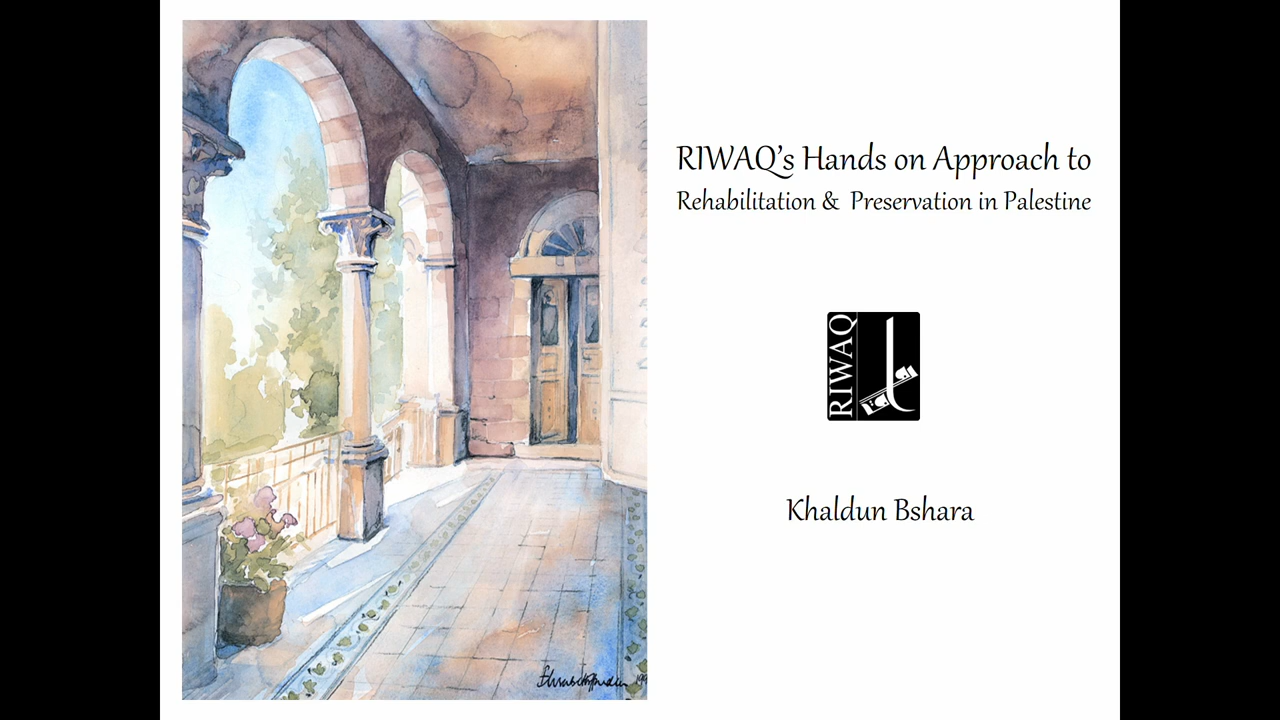 RIWAQ's Hands on Approach to
Rehabilitation & Preservation in Palestine
RIWAQ
Khaldun Bshara